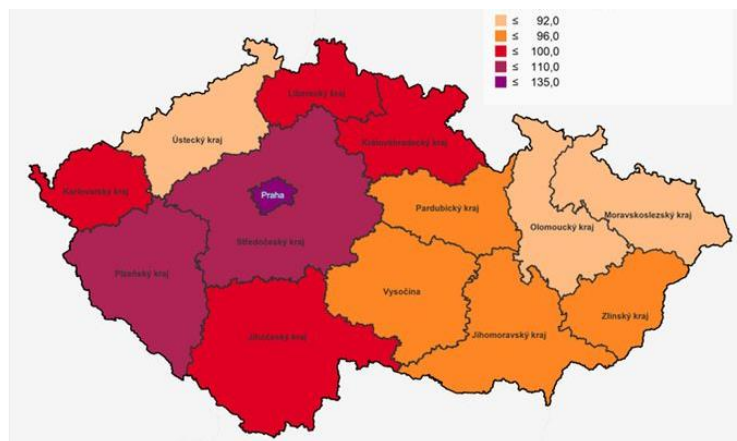 ≤ 92,0
≤ 96,0
≤ 100,0
≤ 110,0
≤ 135,0
Liberecký kraj
Ústecký kraj
Královéhradecký kraj
Karlovarský kraj
Praha
Pardubický kraj
Moravskoslezský kraj
Olomoucký kraj
Středočeský kraj
Plzeňský kraj
Vysočina
Zlínský kraj
Jihočeský kraj
Jihomoravský kraj